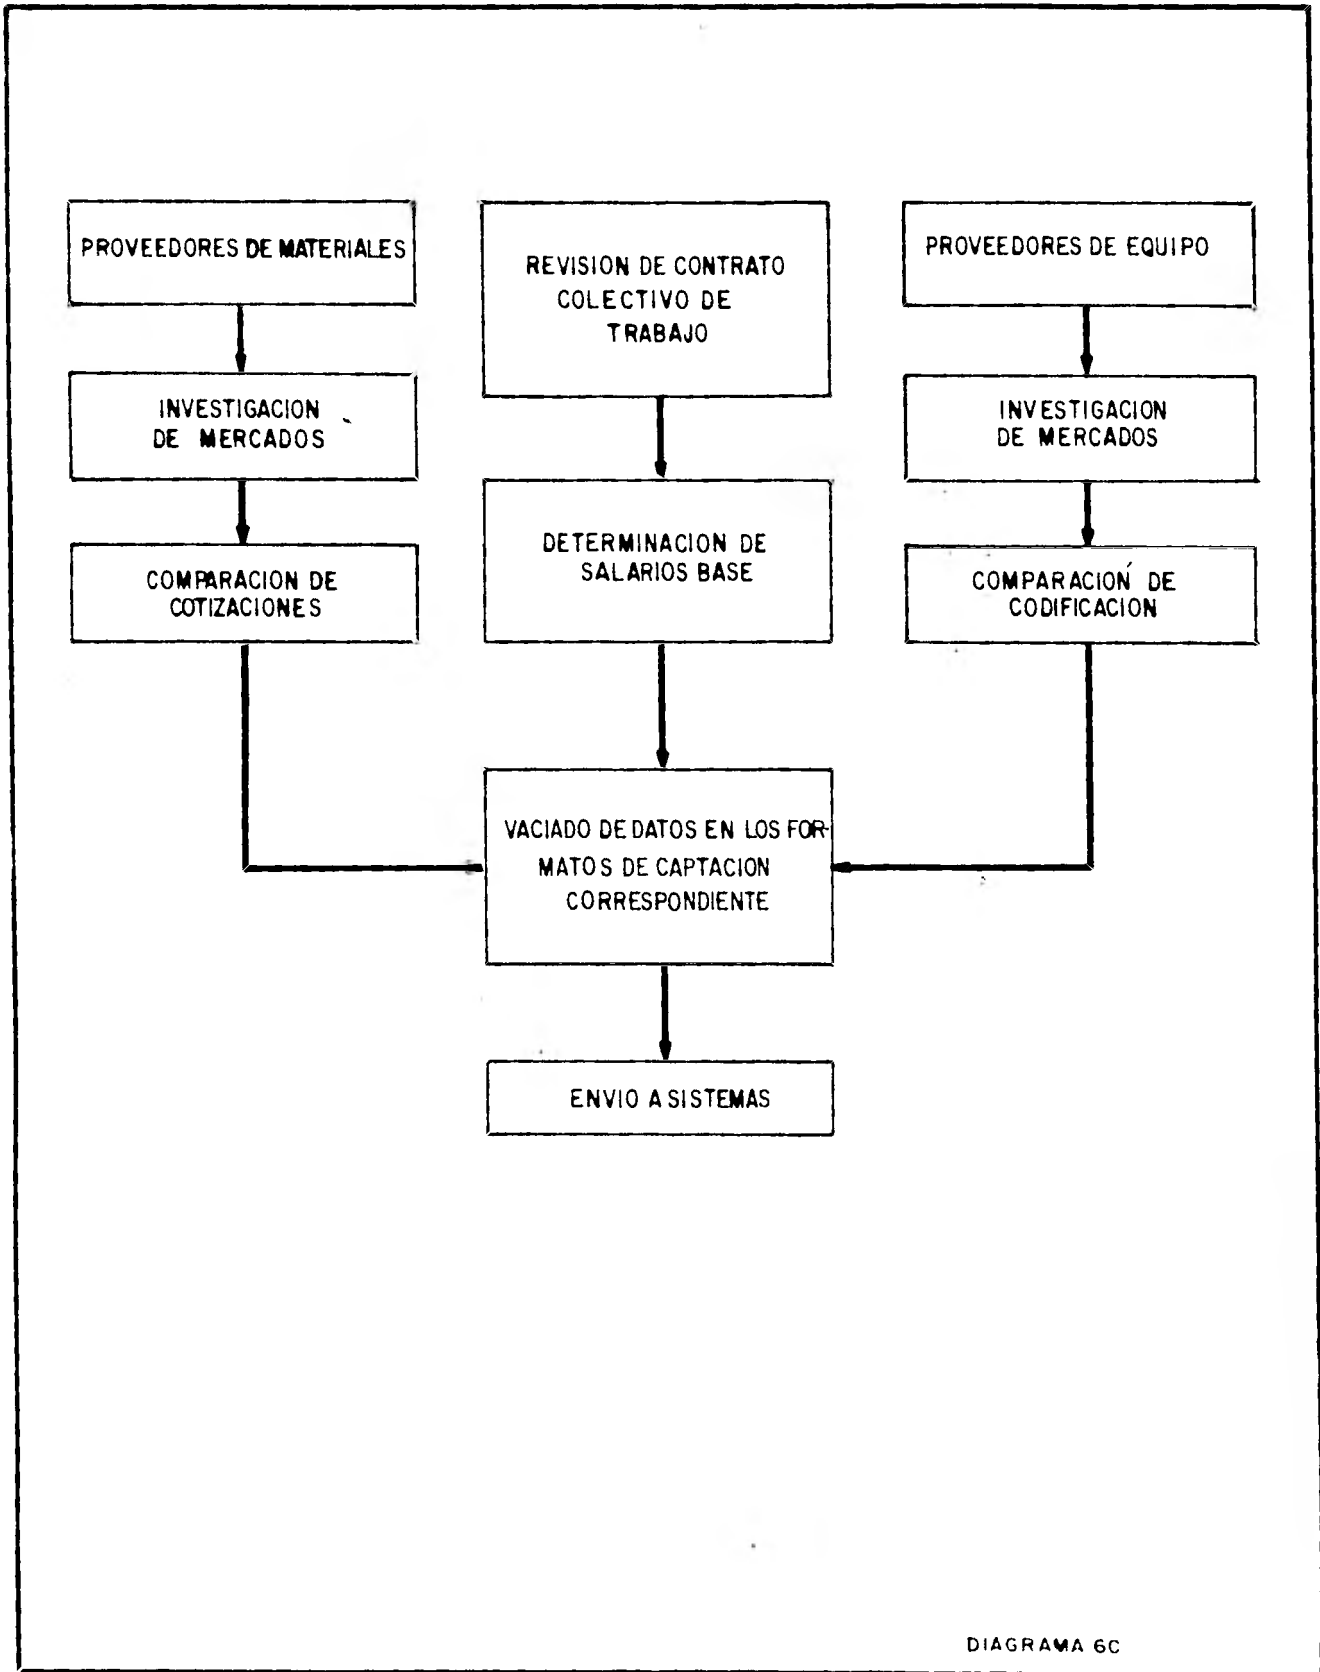 PROVEEDORES DE MATERIALES
INVESTIGACION
DE MERCADOS
COMPARACION DE
COTIZACIONES
REVISION DE CONTRATO
COLECTIVO DE
TRABAJO
DETERMINACION DE
SALARIOS BASE
PROVEEDORES DE EQUIPO
INVESTIGACION
DE MERCADOS
COMPARACION DE
CODIFICACION
VACIADO DE DATOS EN LOS FOR-
MATOS DE CAPTACION
CORRESPONDIENTE
ENVIO A SISTEMAS
DIAGRAMA 6C